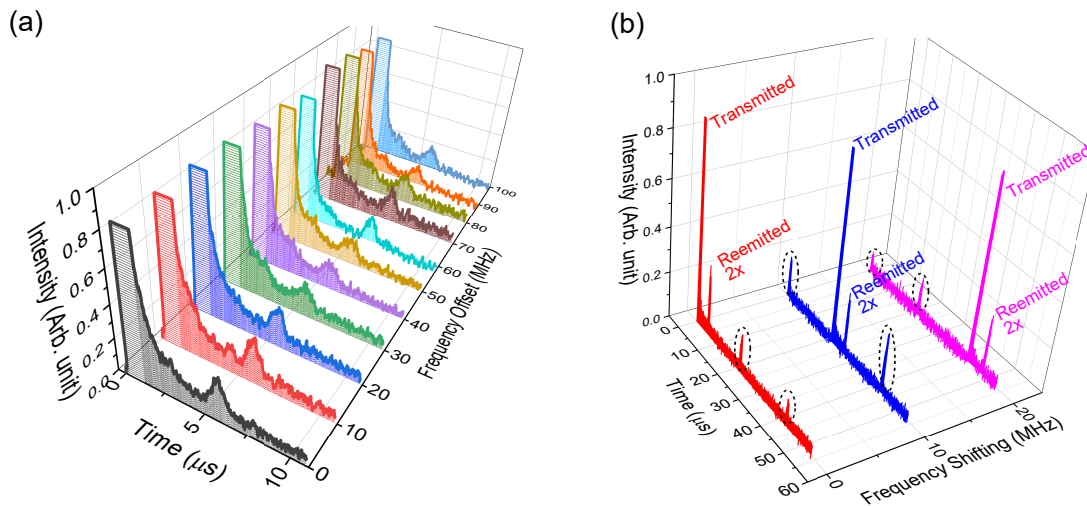 (a)
1.0
0.8
0.6
0.4
0.2
0.0
Intensity (Arb. unit)
0
5
10
Time (μs)
0
10
20
30
40
50
60
70
80
90
100
Frequency Offset (MHz)
(b)
1.0
0.8
0.6
0.4
0.2
0.0
Intensity (Arb. unit)
0
10
20
30
40
50
60
Time (μs)
0
10
20
Frequency Shifting (MHz)
Transmitted
Reemitted
2x
Transmitted
Reemitted
2x
Transmitted
Reemitted
2x